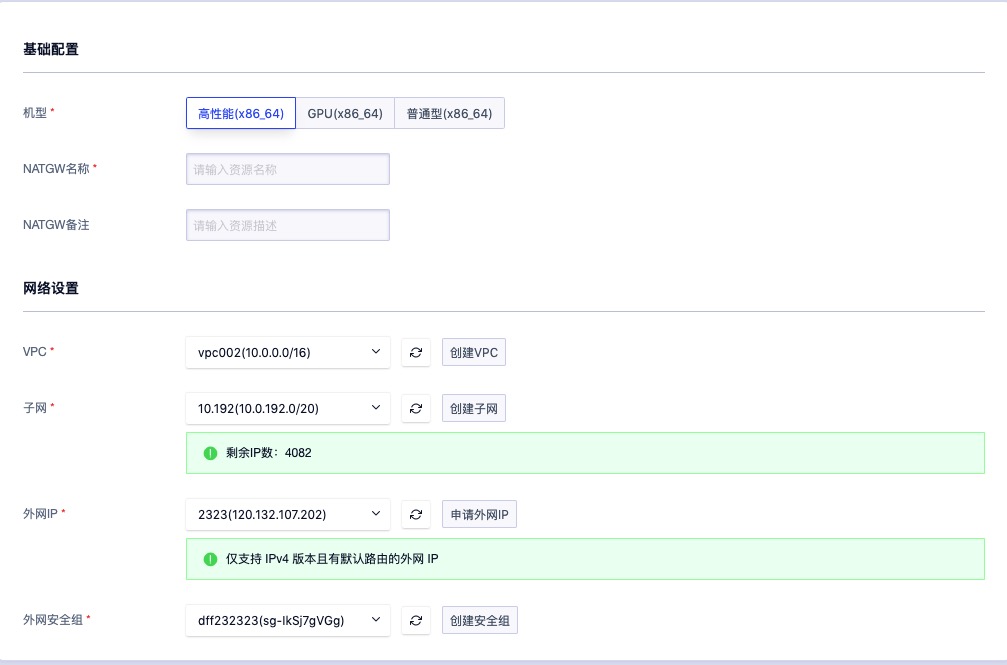 基础配置
机型 * 高性能(x86_64) GPU(x86_64) 普通型(x86_64)
NATGW名称 * 请输入资源名称
NATGW备注 请输入资源描述
网络设置
VPC * vpc002(10.0.0.0/16) 创建VPC
子网 * 10.192(10.0.192.0/20) 创建子网
剩余IP数：4082
外网IP * 2323(120.132.107.202) 申请外网IP
仅支持 IPv4 版本且有默认路由的外网 IP
外网安全组 * dff232323(sg-IkSj7gVGg) 创建安全组